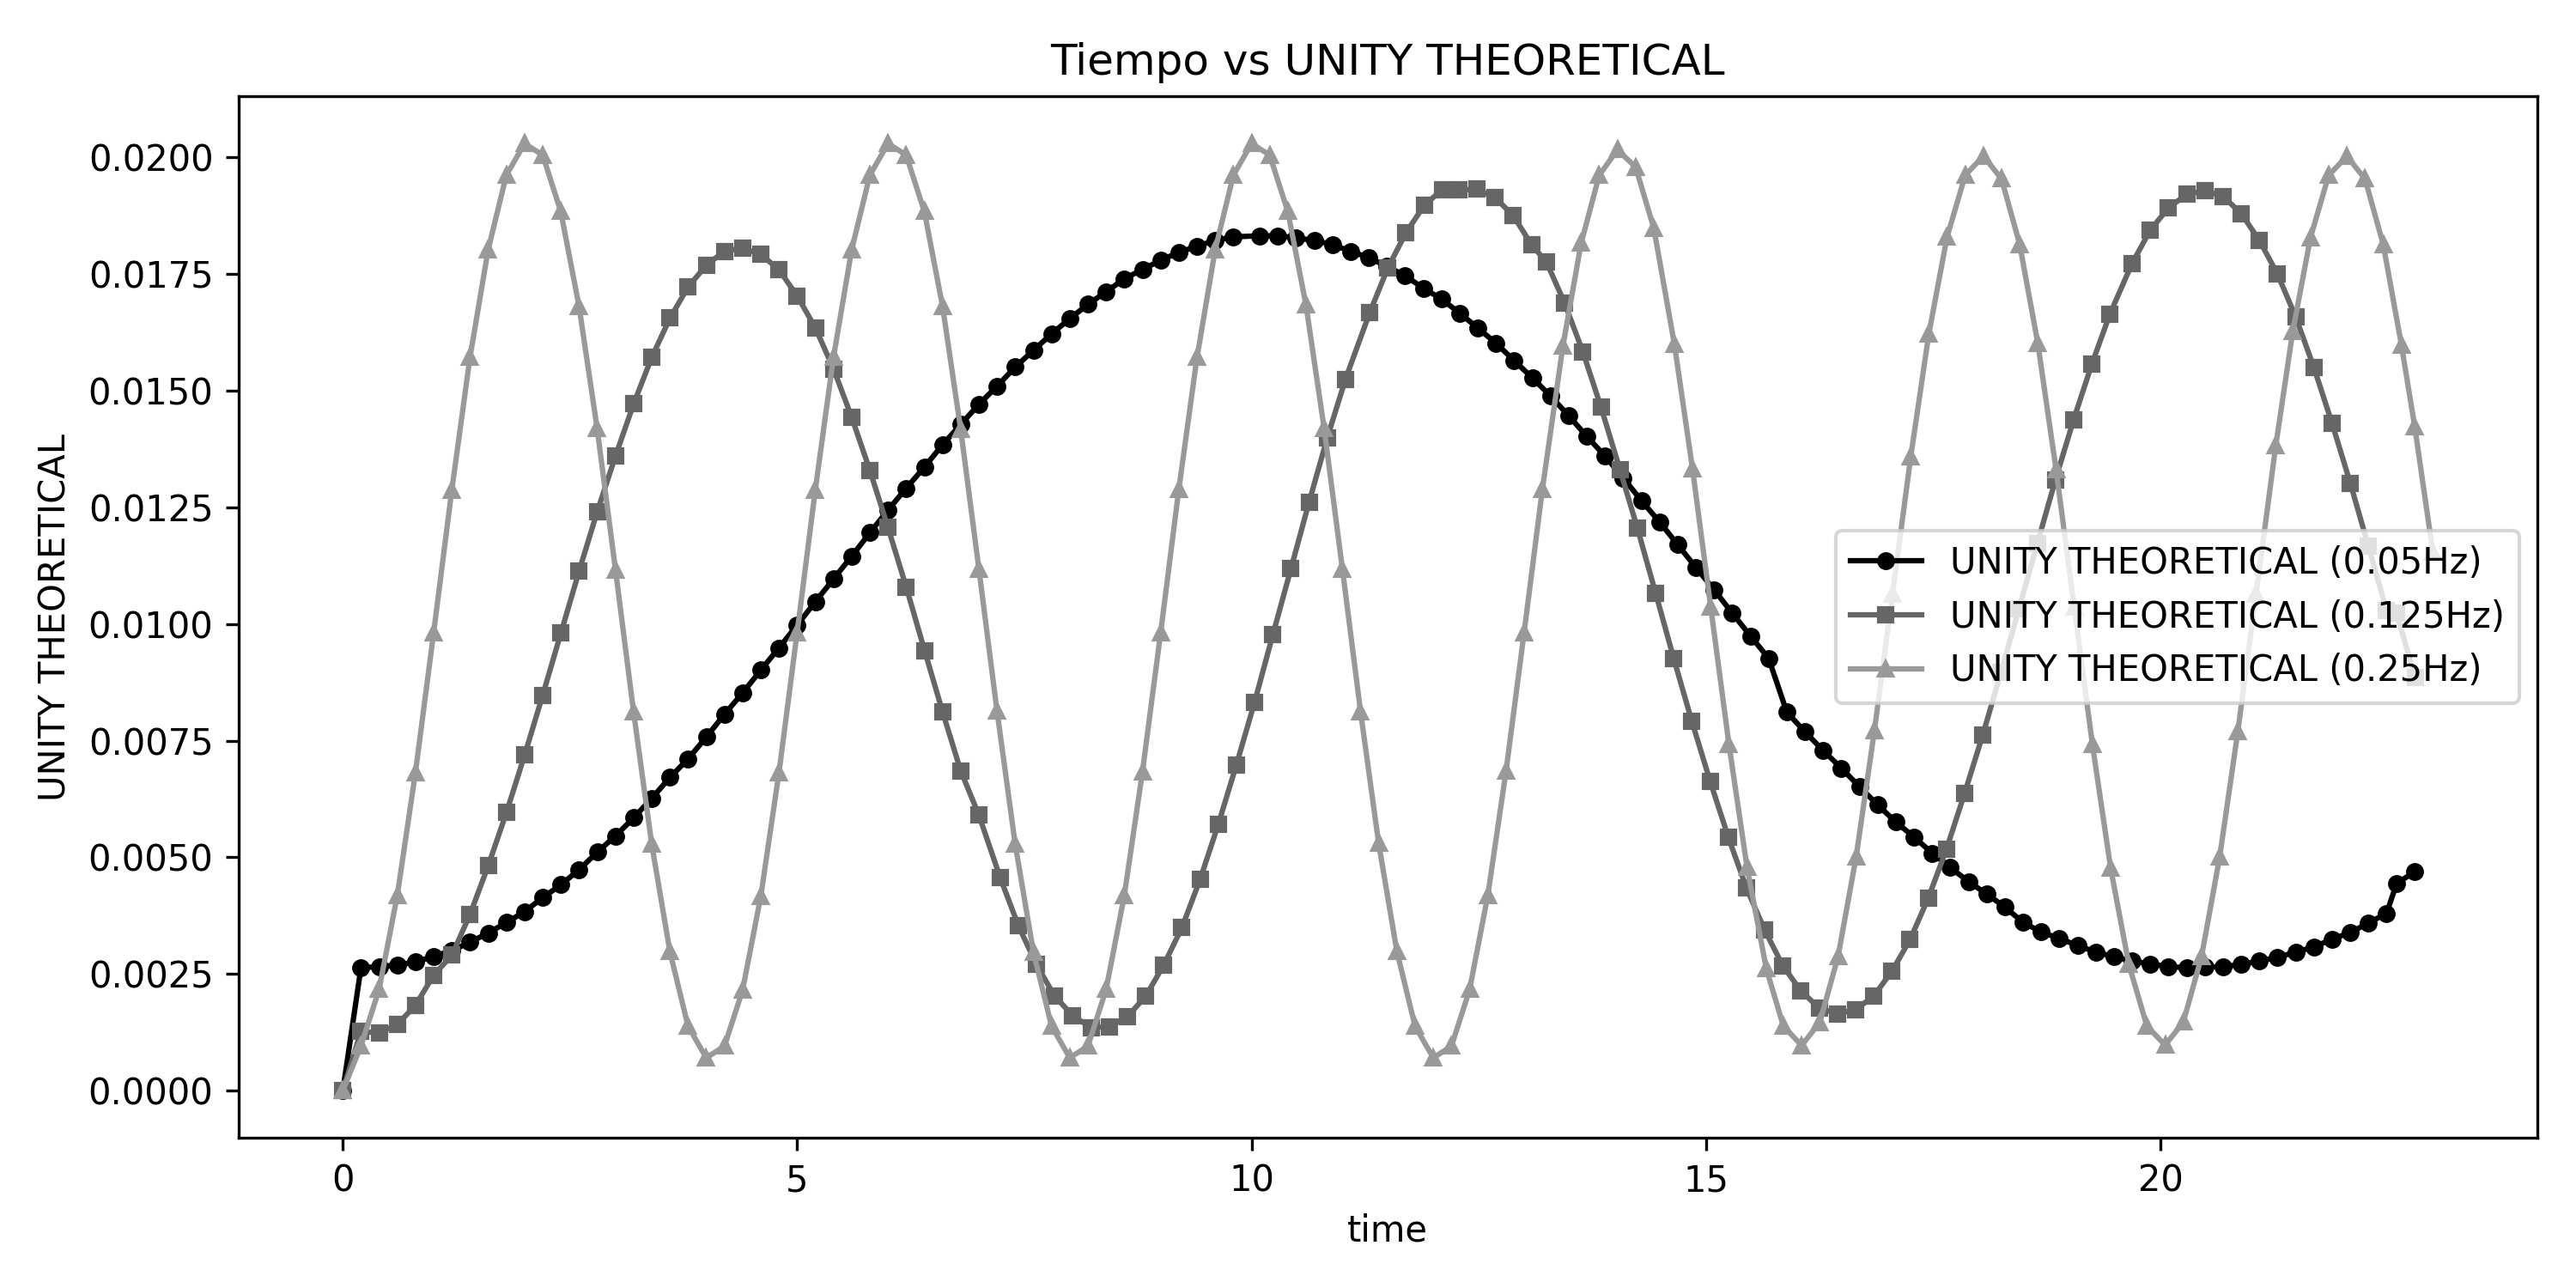 Tiempo vs UNITY THEORETICAL
UNITY THEORETICAL
0.0200
0.0175
0.0150
0.0125
0.0100
0.0075
0.0050
0.0025
0.0000
UNITY THEORETICAL (0.05Hz)
UNITY THEORETICAL (0.125Hz)
UNITY THEORETICAL (0.25Hz)
0 5 10 15 20
time